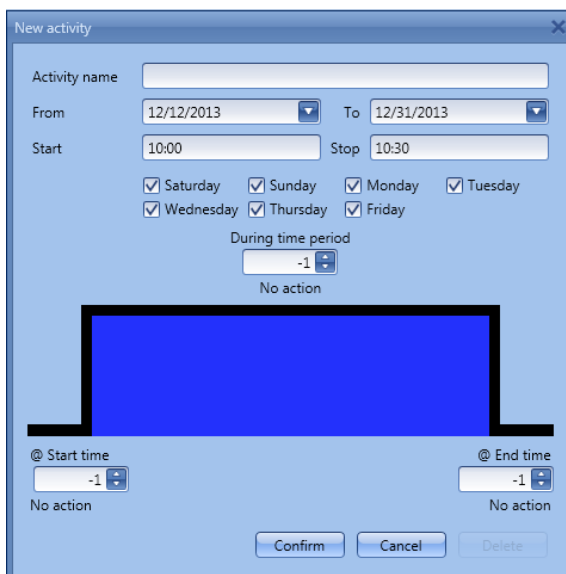 New activity
Activity name
From 12/12/2013 To 12/31/2013
Start 10:00 Stop 10:30
Saturday Sunday Monday Tuesday
Wednesday Thursday Friday
During time period
-1
No action
@ Start time @ End time
-1 -1
No action No action
Confirm Cancel Delete